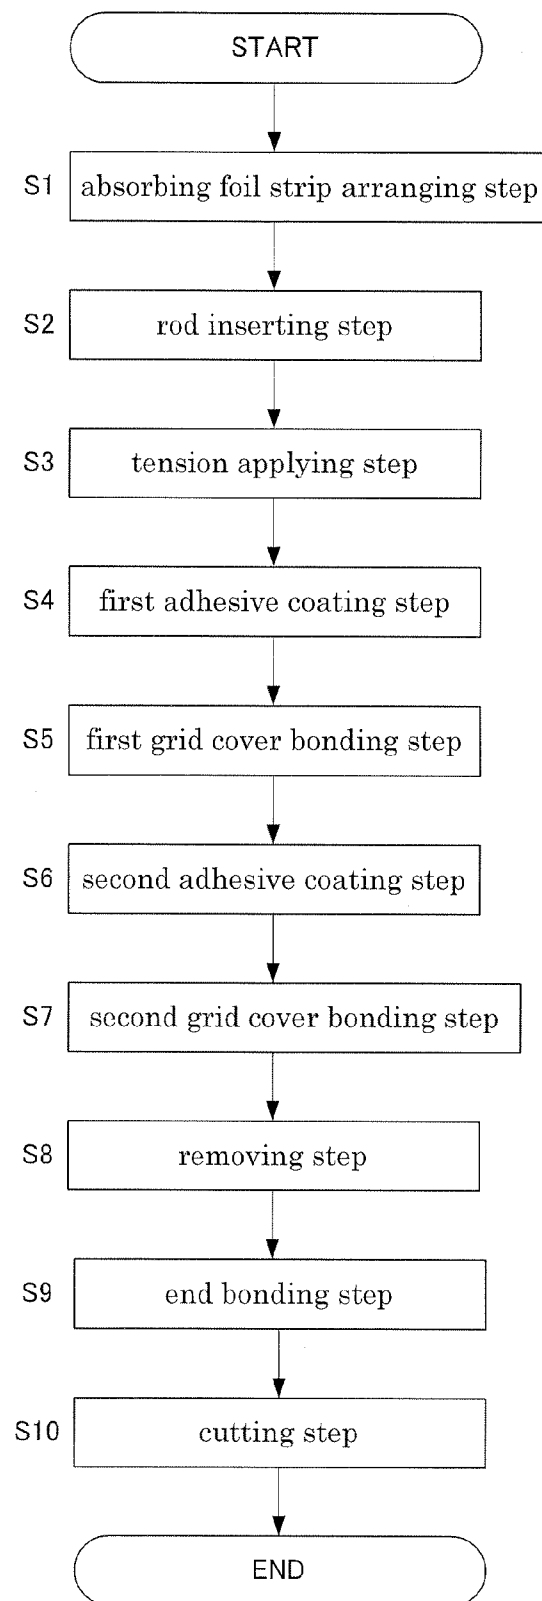 START
S1 absorbing foil strip arranging step
S2 rod inserting step
S3 tension applying step
S4 first adhesive coating step
S5 first grid cover bonding step
S6 second adhesive coating step
S7 second grid cover bonding step
S8 removing step
S9 end bonding step
S10 cutting step
END